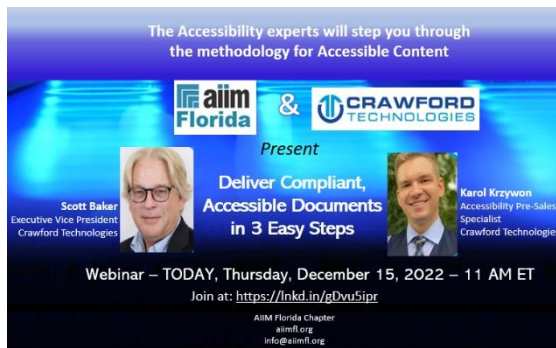 The Accessibility experts will step you through
the methodology for Accessible Content
aiim
Florida
&
CRAWFORD
TECHNOLOGIES
Present
Deliver Compliant,
Accessible Documents
in 3 Easy Steps
Scott Baker
Executive Vice President
Crawford Technologies
Karol Krzywon
Accessibility Pre-Sales
Specialist
Crawford Technologie
Webinar – TODAY, Thursday, December 15, 2022 – 11 AM ET
Join at: https://lnkd.in/gDvu5ipr
AIIM Florida Chapter
aiimfl.org
info@aiimfl.org